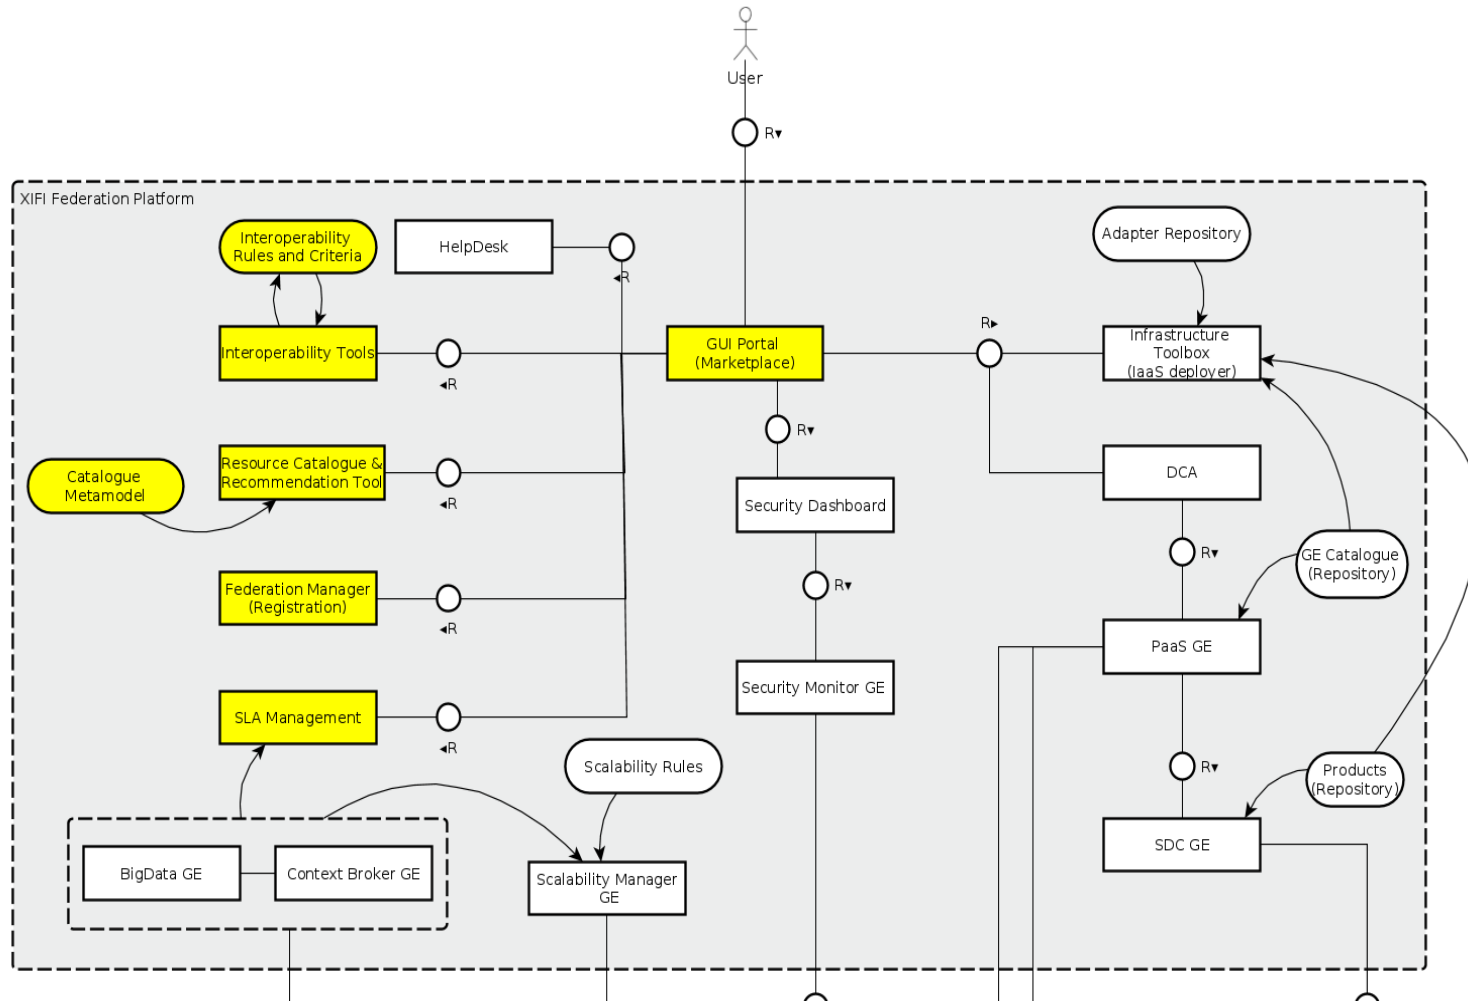 User
R▾
XIFI Federation Platform
Interoperability
Rules and Criteria
HelpDesk
◂R
Adapter Repository
Interoperability Tools
◂R
GUI Portal
(Marketplace)
R▸
Infrastructure
Toolbox
(IaaS deployer)
R▾
Catalogue
Metamodel
Resource Catalogue &
Recommendation Tool
◂R
Security Dashboard
DCA
R▾
GE Catalogue
(Repository)
Federation Manager
(Registration)
◂R
R▾
PaaS GE
Security Monitor GE
SLA Management
◂R
Scalability Rules
R▾
Products
(Repository)
BigData GE
Context Broker GE
Scalability Manager
GE
SDC GE